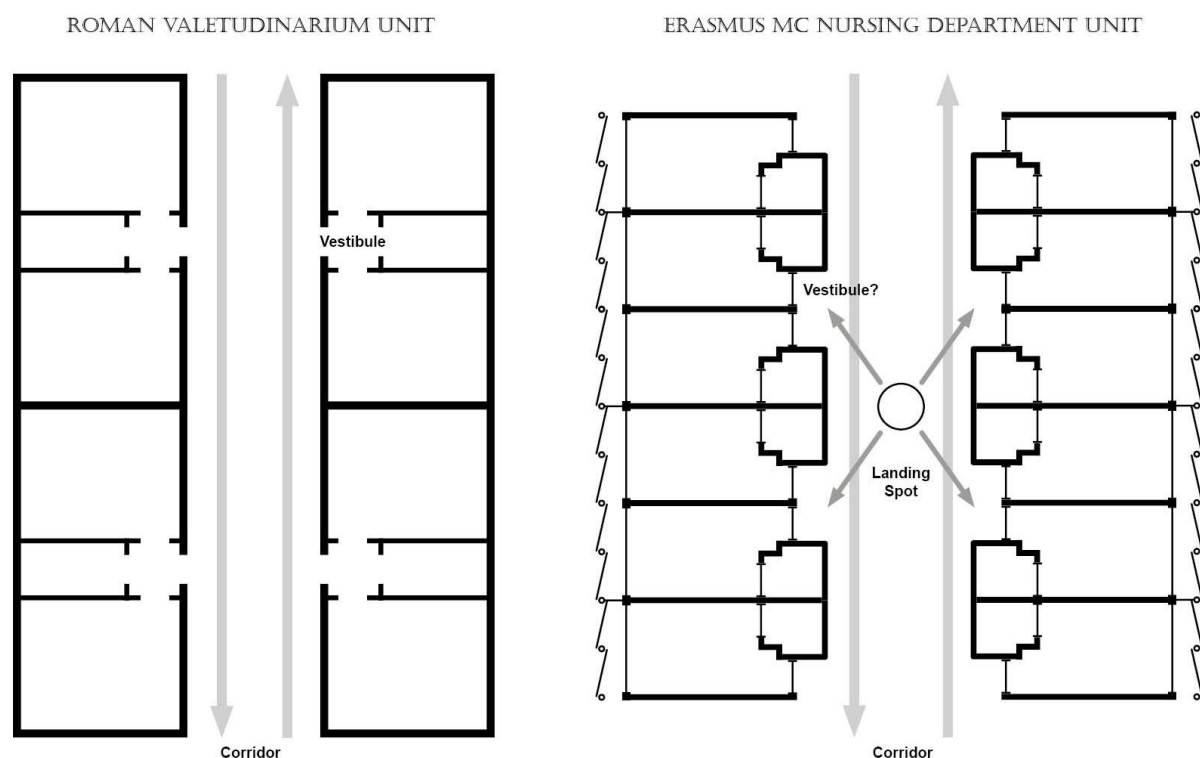 ROMAN VALETUDINARIUM UNIT
ERASMUS MC NURSING DEPARTMENT UNIT
Vestibule
Vestibule?
Landing
Spot
Corridor
Corridor